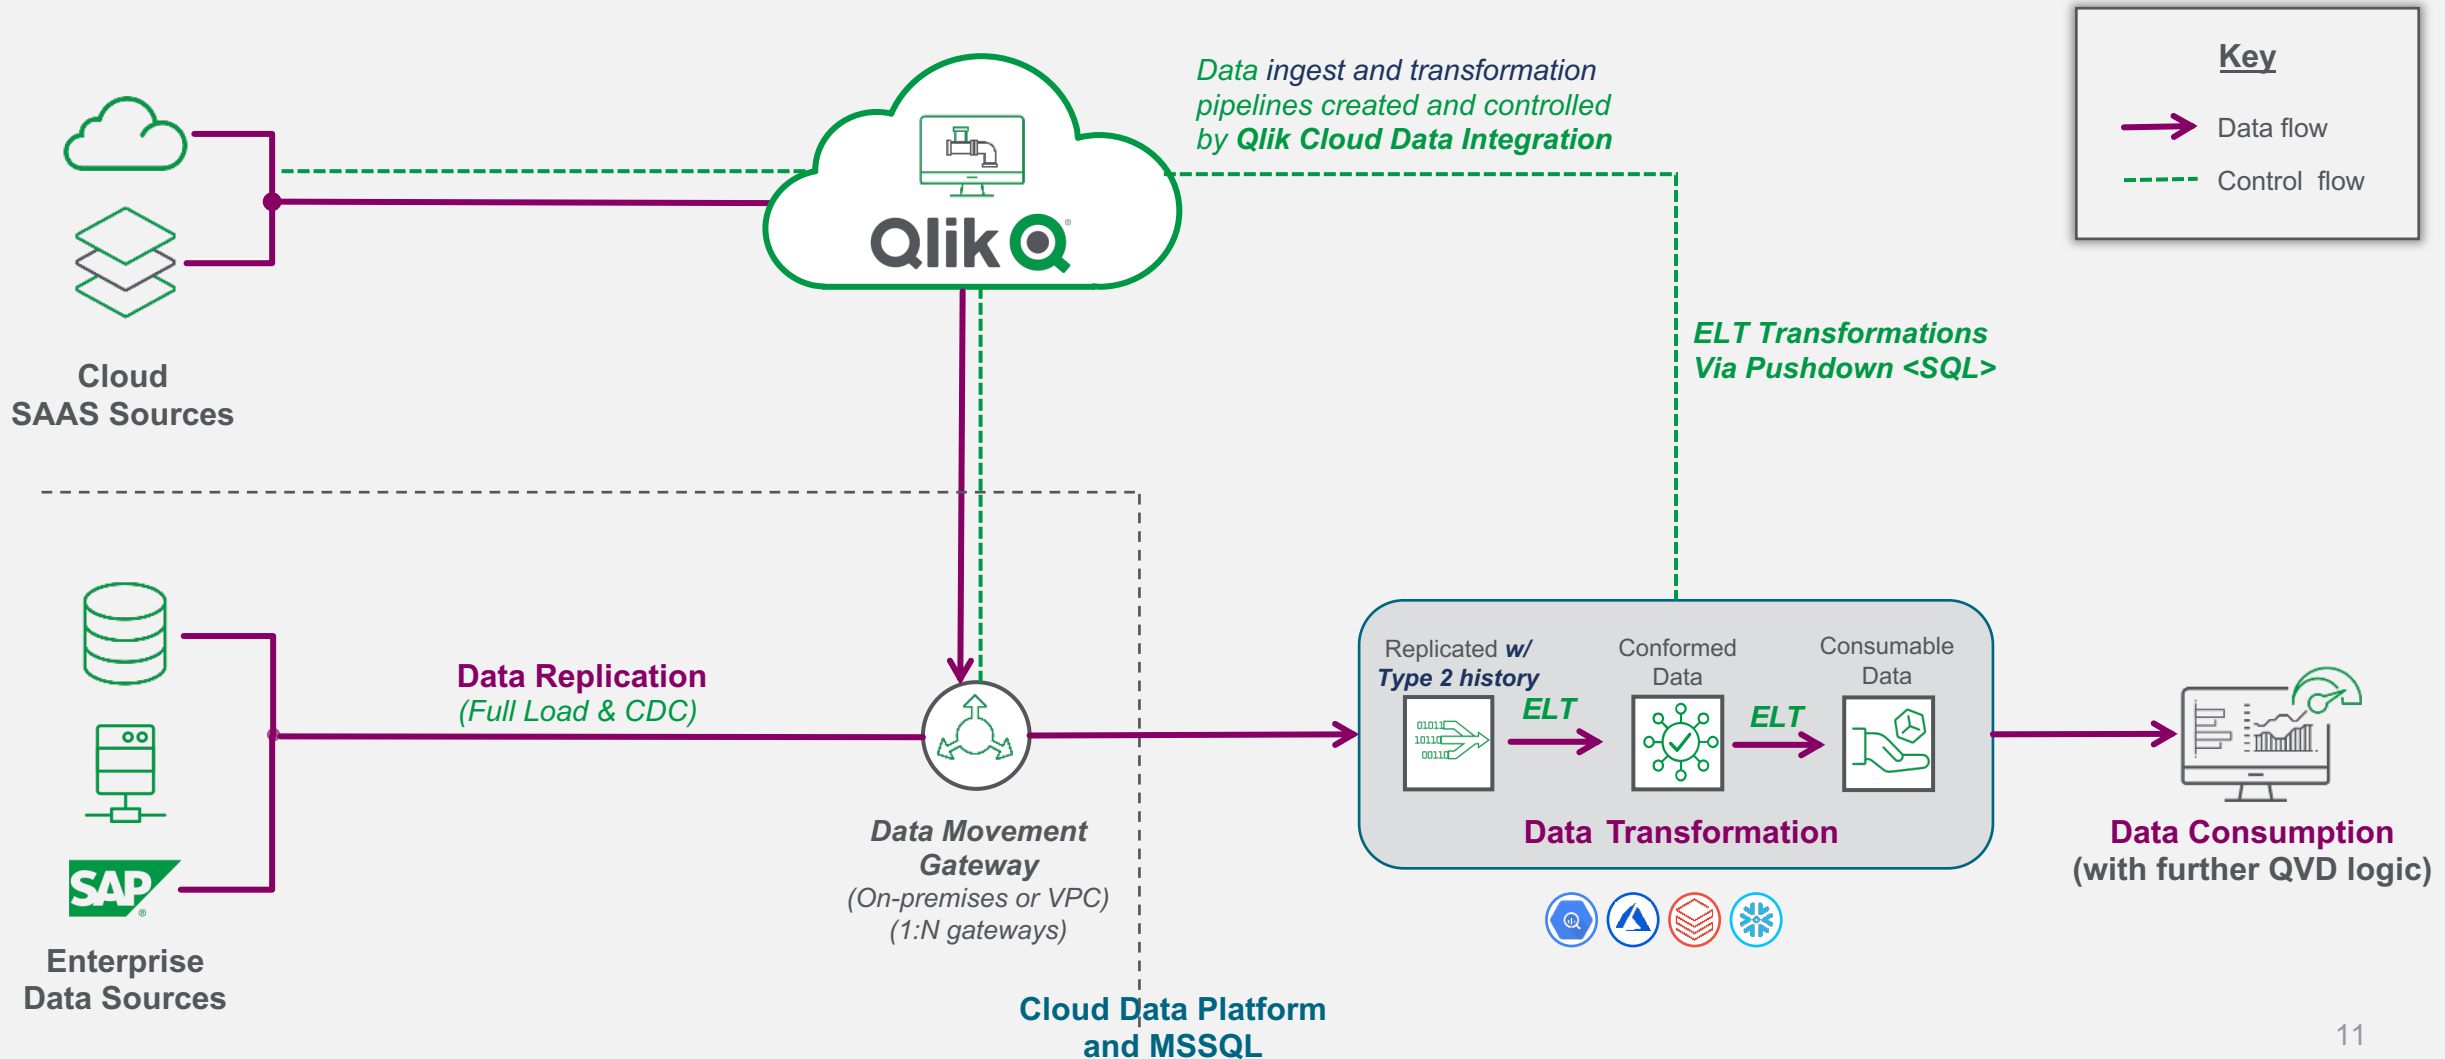 Data ingest and transformation
pipelines created and controlled
by Qlik Cloud Data Integration
Key
Data flow
Control flow
Qlik
®
Cloud
SAAS Sources
ELT Transformations
Via Pushdown <SQL>
Data Replication
(Full Load & CDC)
Replicated w/
Type 2 history
Conformed
Data
Consumable
Data
ELT
ELT
01011
10110
00110
Data Transformation
SAP
®
Enterprise
Data Sources
Data Movement
Gateway
(On-premises or VPC)
(1:N gateways)
Data Consumption
(with further QVD logic)
Cloud Data Platform
and MSSQL
11